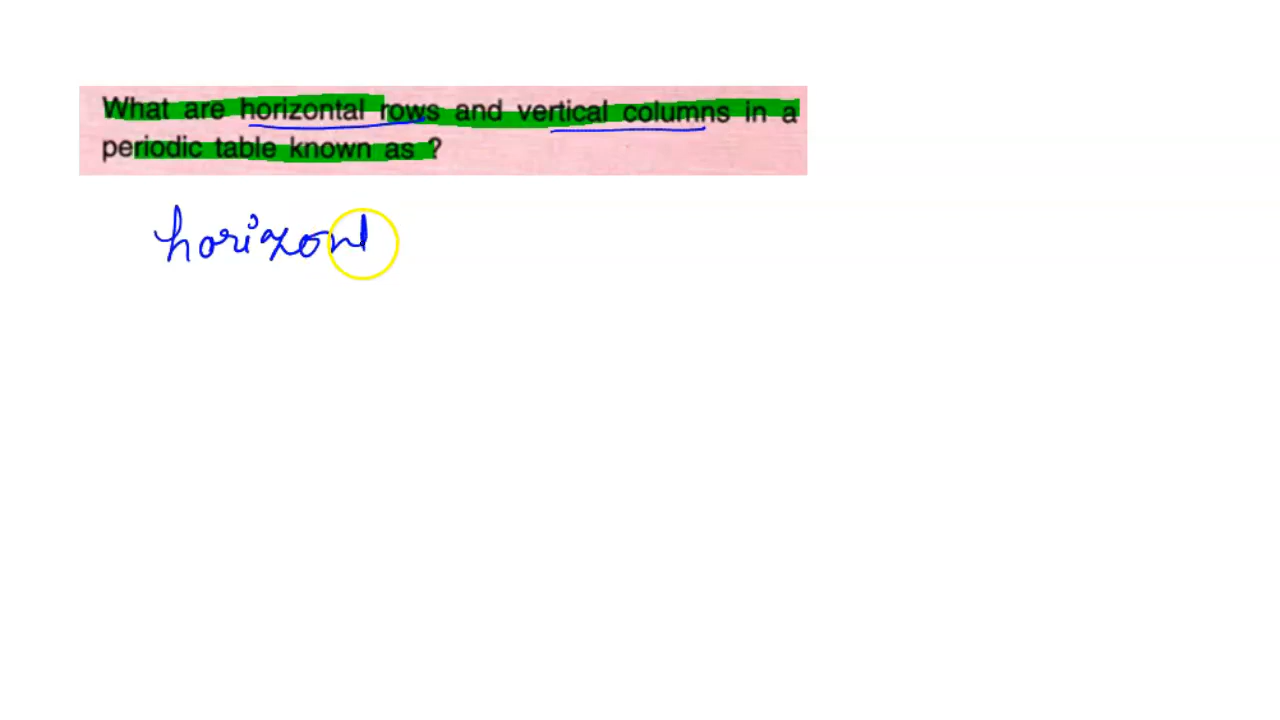 What are horizontal rows and vertical columns in a
periodic table known as ?
horizont